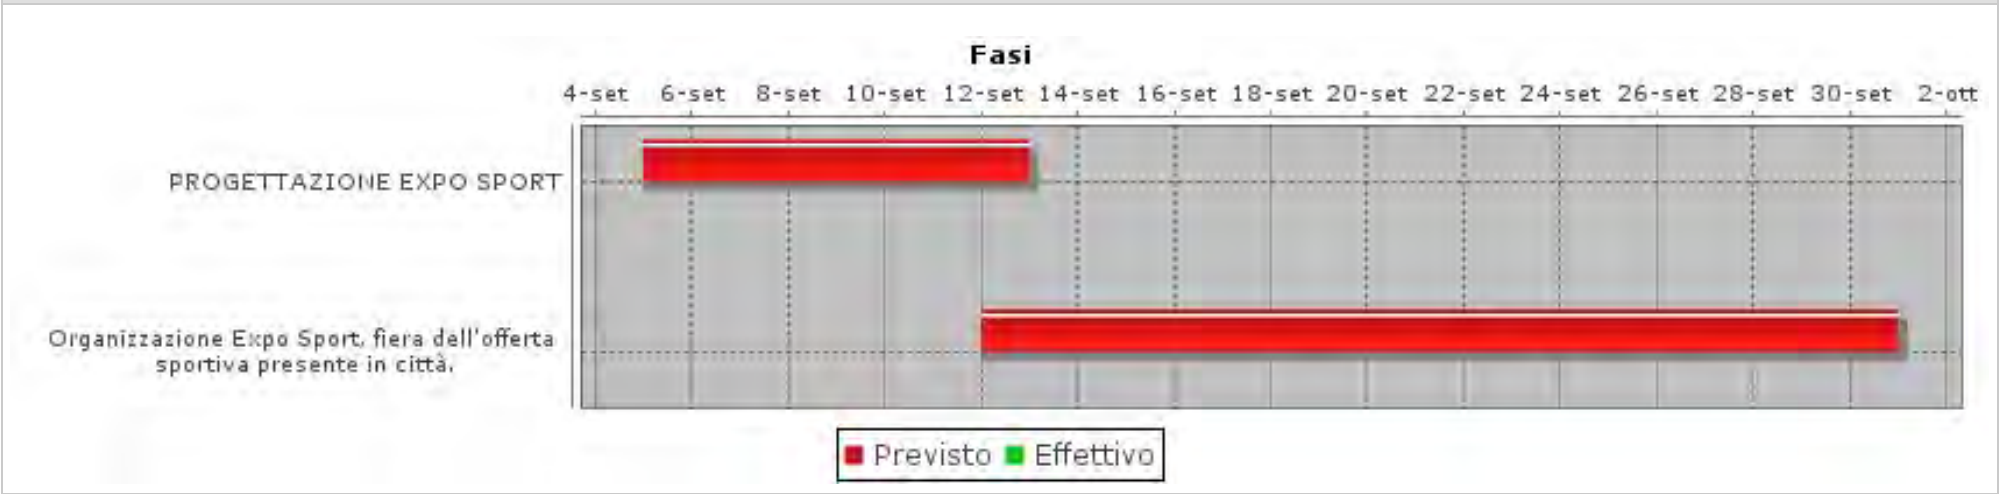 Fasi
4-set 6-set 8-set 10-set 12-set 14-set 16-set 18-set 20-set 22-set 24-set 26-set 28-set 30-set 2-ott
PROGETTAZIONE EXPO SPORT
Organizzazione Expo Sport, fiera dell'offerta
sportiva presente in città.
Previsto Effettivo